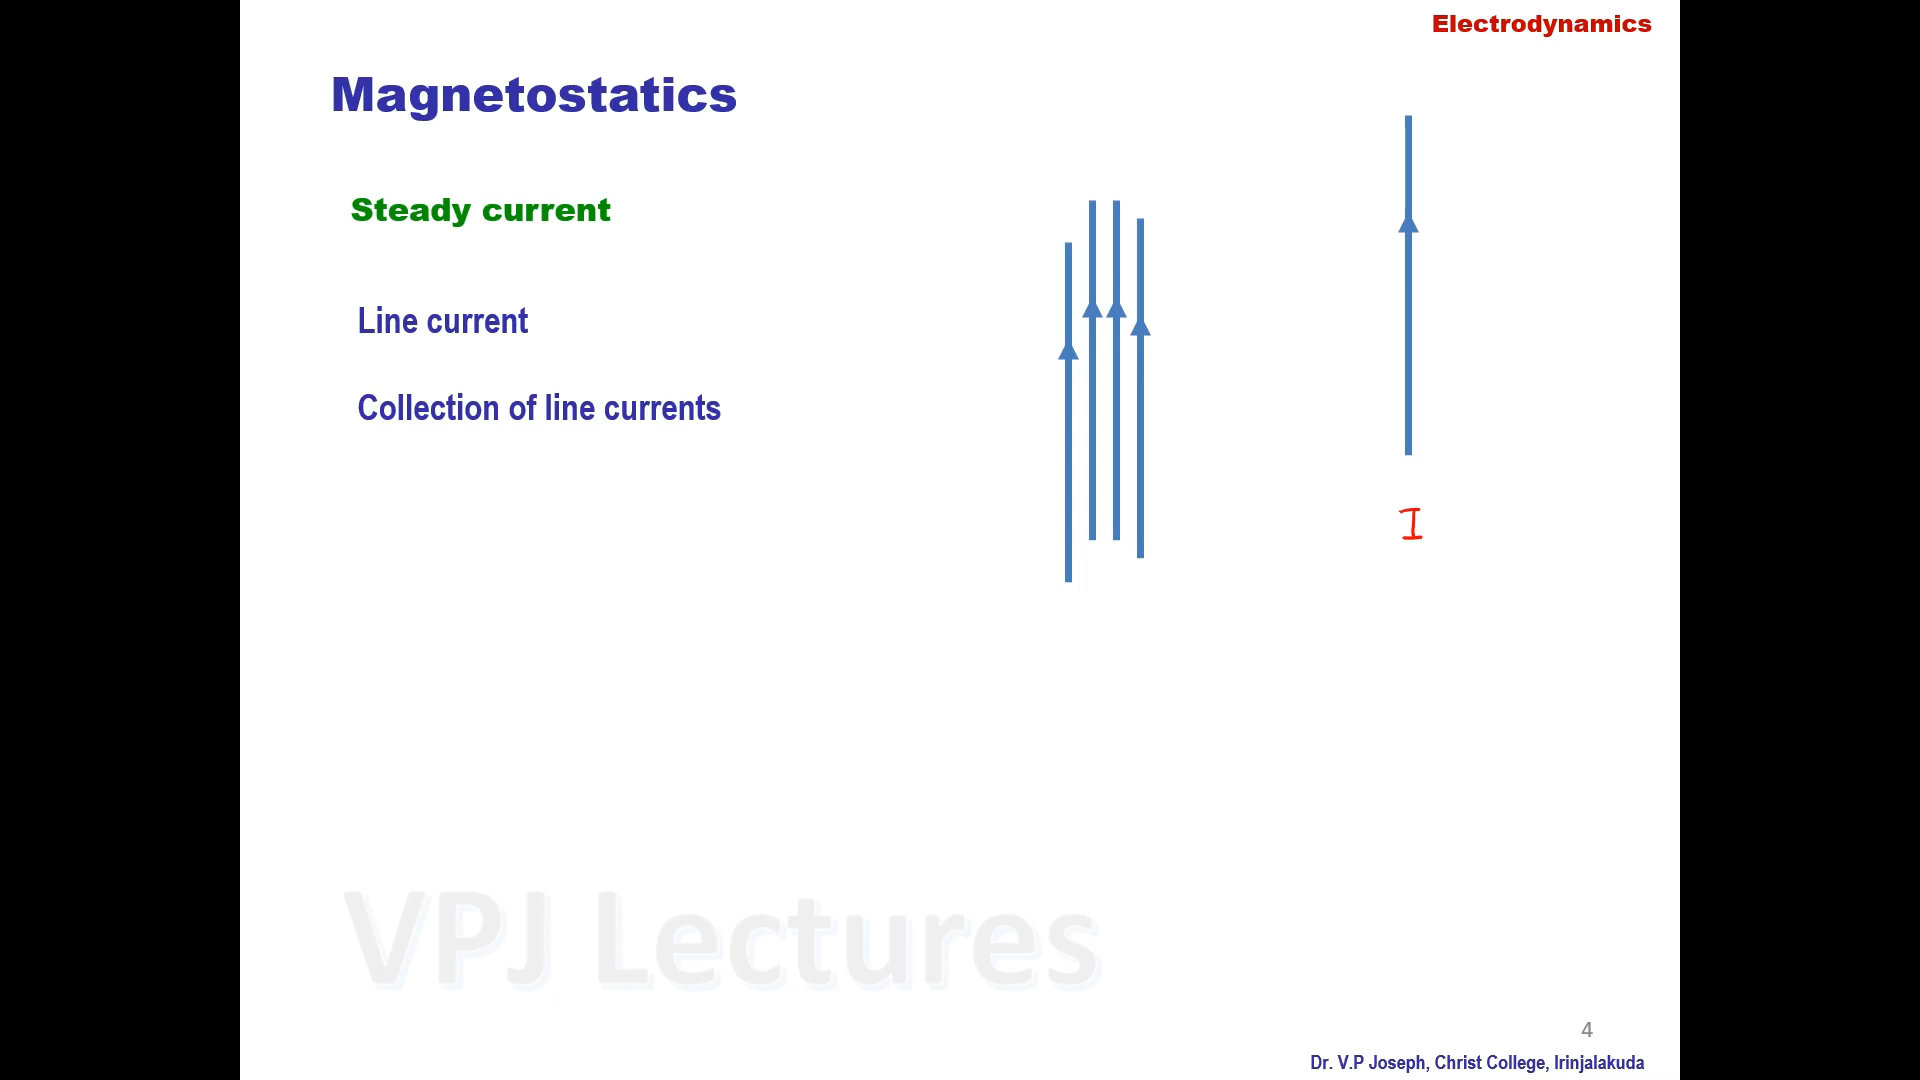 Electrodynamics
Magnetostatics
Steady current
Line current
Collection of line currents
I
VPJ Lectures
4
Dr. V.P Joseph, Christ College, Irinjalakuda